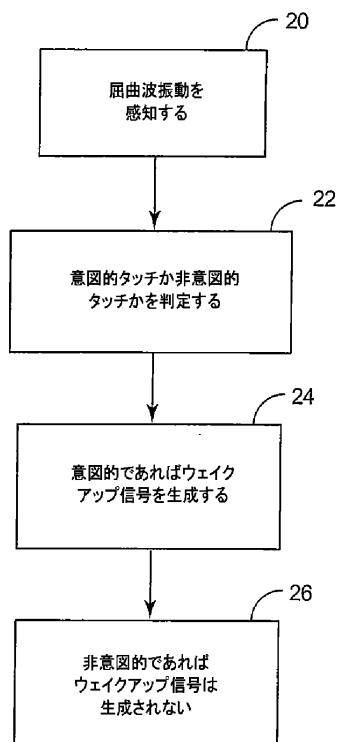 20
屈曲波振動を
感知する
22
意図的タッチか非意図的
タッチかを判定する
24
意図的であればウェイク
アップ信号を生成する
26
非意図的であれば
ウェイクアップ信号は
生成されない